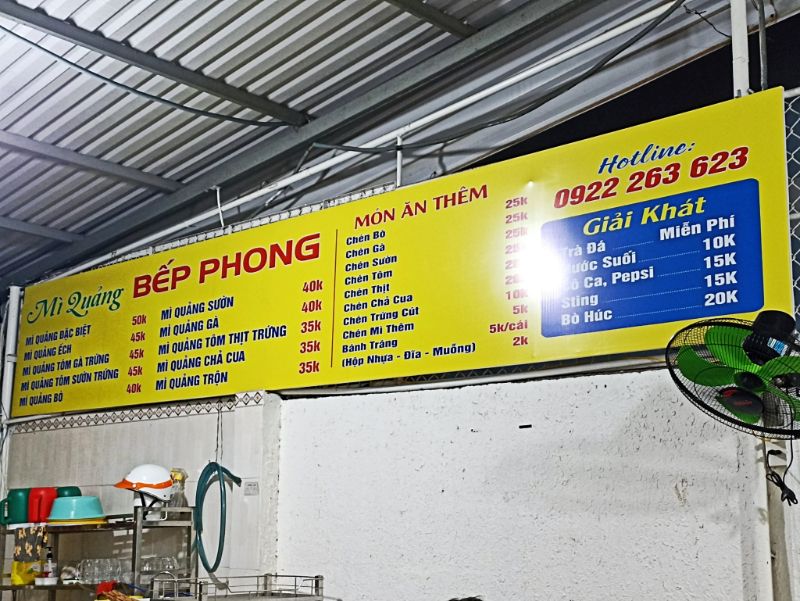 Mì Quảng BẾP PHONG
MÌ QUẢNG ĐẶC BIỆT 50k
MÌ QUẢNG ẾCH 45k
MÌ QUẢNG TÔM GÀ TRỨNG 45k
MÌ QUẢNG TÔM SƯỜN TRỨNG 45k
MÌ QUẢNG BÒ 40k
MÌ QUẢNG SƯỜN 40k
MÌ QUẢNG GÀ 40k
MÌ QUẢNG TÔM THỊT TRỨNG 35k
MÌ QUẢNG CHẢ CUA 35k
MÌ QUẢNG TRỘN 35k
MÓN ĂN THÊM
Chén Bò 25k
Chén Gà 25k
Chén Sườn 25k
Chén Tôm
Chén Thịt
Chén Chả Cua
Chén Trứng Cút 10k
Chén Mì Thêm 5k
Bánh Tráng 5k/cái
(Hộp Nhựa - Đĩa - Muỗng) 2k
Hotline:
0922 263 623
Giải Khát
Trà Đá Miễn Phí
Nước Suối 10K
Ca, Pepsi 15K
Sting 15K
Bò Húc 20K